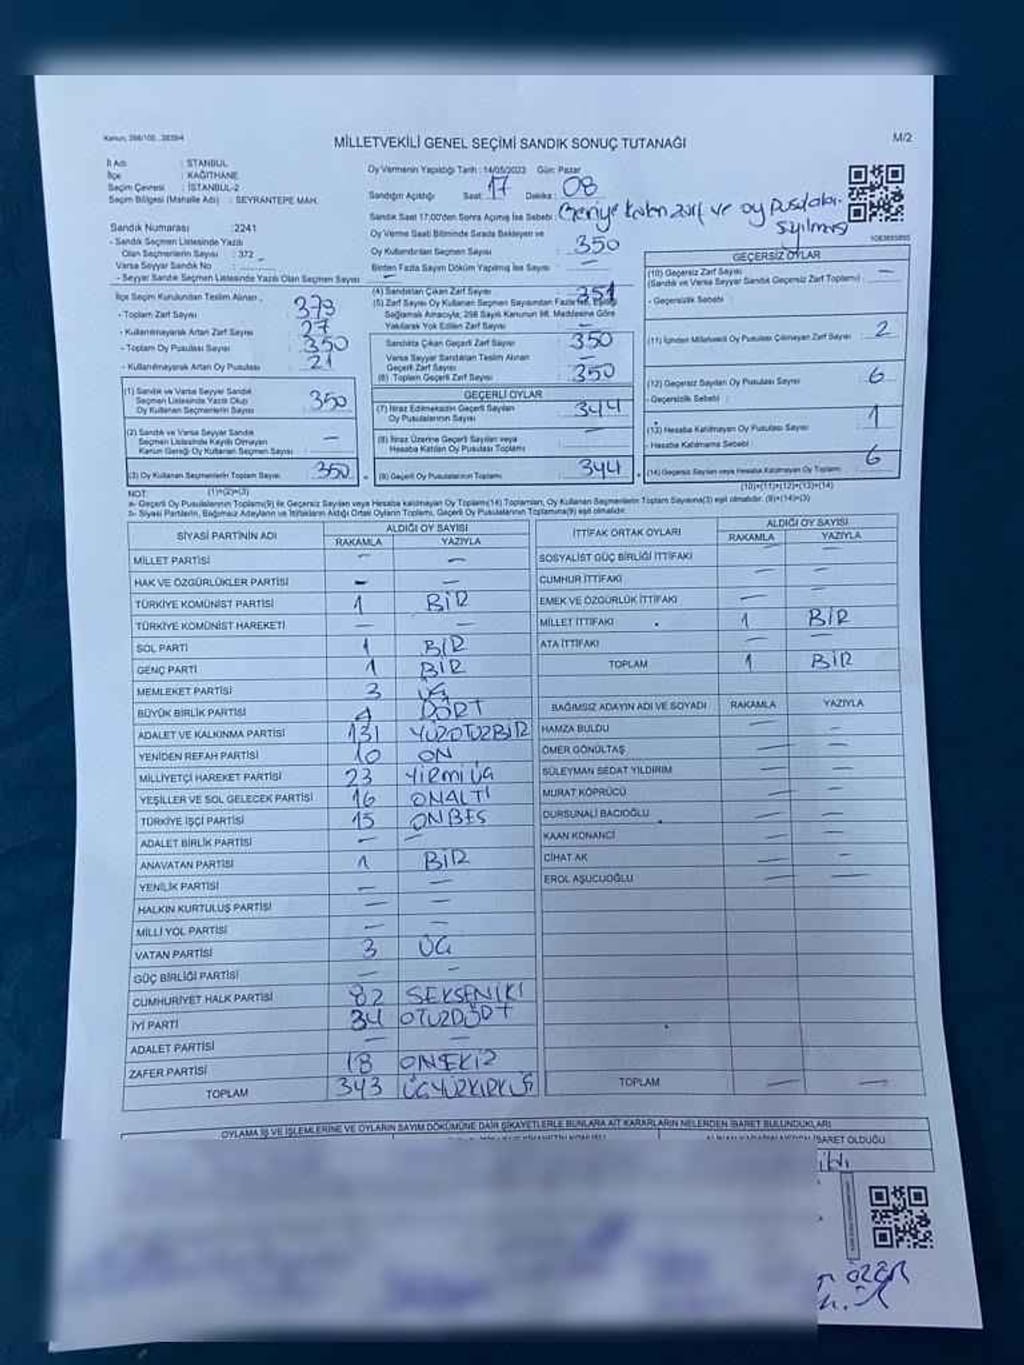 MİLLETVEKİLİ GENEL SEÇİMİ SANDIK SONUÇ TUTANAĞI
M/2
İl Adı : İSTANBUL
İlçe : KAĞITHANE
Seçim Çevresi : İSTANBUL-2
Seçim Bölgesi (Mahalle Adı) : SEYRANTEPE MAH.
Oy Vermenin Yapıldığı Tarih : 14/05/2023 Gün: Pazar
Sandığın Açıldığı Saat : 17 Dakika : 08
Sandık Saat 17:00'den Sonra Açılmış İse Sebebi : Geriye kalan zarf ve oy pusulaları sayılması
Sandık Numarası : 2241
- Sandık Seçmen Listesinde Yazılı
Olan Seçmenlerin Sayısı : 372
Varsa Seyyar Sandık No :
- Seyyar Sandık Seçmen Listesinde Yazılı Olan Seçmen Sayısı –
Oy Verme Saati Bitiminde Sırada Bekleyen ve
Oy Kullandırılan Seçmen Sayısı : 350
Birden Fazla Sayım Döküm Yapılmış İse Sebebi : –
İlçe Seçim Kurulundan Teslim Alınan
- Toplam Zarf Sayısı : 373
- Kullanılmayarak Artan Zarf Sayısı : 27
- Toplam Oy Pusulası Sayısı : 350
- Kullanılmayarak Artan Oy Pusulası : 21
(1) Sandık ve Varsa Seyyar Sandık
Seçmen Listesinde Yazılı Olup
Oy Kullanan Seçmenlerin Sayısı : 350
(2) Sandık ve Varsa Seyyar Sandık
Seçmen Listesinde Kaydı Olmayan
Kanun Gereği Oy Kullanan Seçmen Sayısı : –
(3) Oy Kullanan Seçmenlerin Toplam Sayısı : 350
(1)+(2)=(3)
(4) Sandıktan Çıkan Zarf Sayısı : 351
(5) Zarf Sayısı Oy Kullanan Seçmen Sayısından Fazla İse, Eşitliği
Sağlamak Amacıyla, 298 Sayılı Kanunun 98. Maddesine Göre
Yakılarak Yok Edilen Zarf Sayısı : –
Sandıkta Çıkan Geçerli Zarf Sayısı : 350
Varsa Seyyar Sandıktan Teslim Alınan
Geçerli Zarf Sayısı : –
(6) Toplam Geçerli Zarf Sayısı : 350
GEÇERLİ OYLAR
(7) İtiraz Edilmeksizin Geçerli Sayılan
Oy Pusulalarının Sayısı : 344
(8) İtiraz Üzerine Geçerli Sayılan veya
Hesaba Katılan Oy Pusulası Toplamı :
(9) Geçerli Oy Pusulalarının Toplamı : 344
GEÇERSİZ OYLAR
(10) Geçersiz Zarf Sayısı : –
(Sandık ve Varsa Seyyar Sandık Geçersiz Zarf Toplamı)
- Geçersizlik Sebebi :
(11) İçinden Milletvekili Oy Pusulası Çıkmayan Zarf Sayısı : 2
(12) Geçersiz Sayılan Oy Pusulası Sayısı : 6
- Geçersizlik Sebebi :
(13) Hesaba Katılmayan Oy Pusulası Sayısı : 1
- Hesaba Katılmama Sebebi :
(14) Geçersiz Sayılan veya Hesaba Katılmayan Oy Toplamı : 6
(10)+(11)+(12)+(13)=(14)
NOT:
a- Geçerli Oy Pusulalarının Toplamı(9) ile Geçersiz Sayılan veya Hesaba katılmayan Oy Toplamı(14) Toplamları, Oy Kullanan Seçmenlerin Toplam Sayısına(3) eşit olmalıdır. (9)+(14)=(3)
b- Siyasi Partilerin, Bağımsız Adayların ve İttifakların Aldığı Ortak Oyların Toplamı, Geçerli Oy Pusulalarının Toplamına(9) eşit olmalıdır.
SİYASİ PARTİNİN ADI ALDIĞI OY SAYISI
RAKAMLA YAZIYLA
MİLLET PARTİSİ – –
HAK VE ÖZGÜRLÜKLER PARTİSİ – –
TÜRKİYE KOMÜNİST PARTİSİ 1 BİR
TÜRKİYE KOMÜNİST HAREKETİ – –
SOL PARTİ 1 BİR
GENÇ PARTİ 1 BİR
MEMLEKET PARTİSİ 3 ÜÇ
BÜYÜK BİRLİK PARTİSİ 4 DÖRT
ADALET VE KALKINMA PARTİSİ 131 YÜZOTUZBİR
YENİDEN REFAH PARTİSİ 10 ON
MİLLİYETÇİ HAREKET PARTİSİ 23 YİRMİÜÇ
YEŞİLLER VE SOL GELECEK PARTİSİ 16 ONALTI
TÜRKİYE İŞÇİ PARTİSİ 15 ONBEŞ
ADALET BİRLİK PARTİSİ – –
ANAVATAN PARTİSİ 1 BİR
YENİLİK PARTİSİ – –
HALKIN KURTULUŞ PARTİSİ – –
MİLLİ YOL PARTİSİ – –
VATAN PARTİSİ 3 ÜÇ
GÜÇ BİRLİĞİ PARTİSİ – –
CUMHURİYET HALK PARTİSİ 82 SEKSENİKİ
İYİ PARTİ 34 OTUZDÖRT
ADALET PARTİSİ – –
ZAFER PARTİSİ 18 ONSEKİZ
TOPLAM 343 ÜÇYÜZKIRKÜÇ
İTTİFAK ORTAK OYLARI ALDIĞI OY SAYISI
RAKAMLA YAZIYLA
SOSYALİST GÜÇ BİRLİĞİ İTTİFAKI – –
CUMHUR İTTİFAKI – –
EMEK VE ÖZGÜRLÜK İTTİFAKI – –
MİLLET İTTİFAKI 1 BİR
ATA İTTİFAKI – –
TOPLAM 1 BİR
BAĞIMSIZ ADAYIN ADI VE SOYADI RAKAMLA YAZIYLA
HAMZA BULDU – –
ÖMER GÖNÜLTAŞ – –
SÜLEYMAN SEDAT YILDIRIM – –
MURAT KÖPRÜCÜ – –
DURSUNALİ BACIOĞLU – –
KAAN KONANCİ – –
CİHAT AK – –
EROL AŞUCUOĞLU – –
TOPLAM – –
OYLAMA İŞ VE İŞLEMLERİNE VE OYLARIN SAYIM DÖKÜMÜNE DAİR ŞİKAYETLERLE BUNLARA AİT KARARLARIN NELERDEN İBARET BULUNDUKLARI
ÖZER